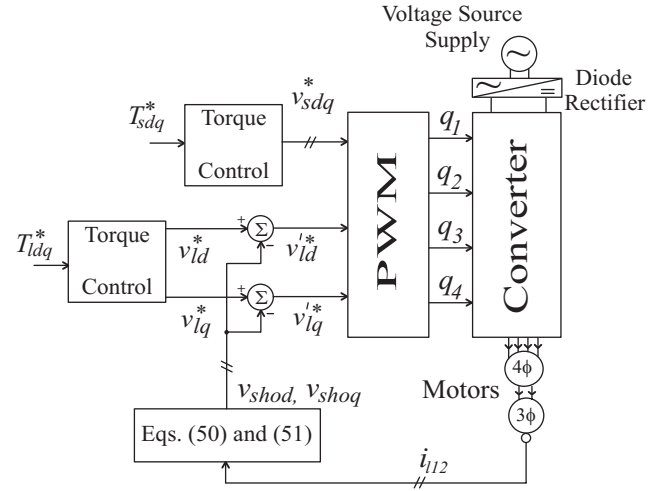 Voltage Source
Supply
~
~ =
Diode
Rectifier
T*sdq
Torque
Control
v*sdq
T*ldq
Torque
Control
v*ld
v*lq
+
Σ
−
+
Σ
−
v'*ld
v'*lq
PWM
q1
q2
q3
q4
Converter
4ϕ
Motors
3ϕ
vshod, vshoq
Eqs. (50) and (51)
il12